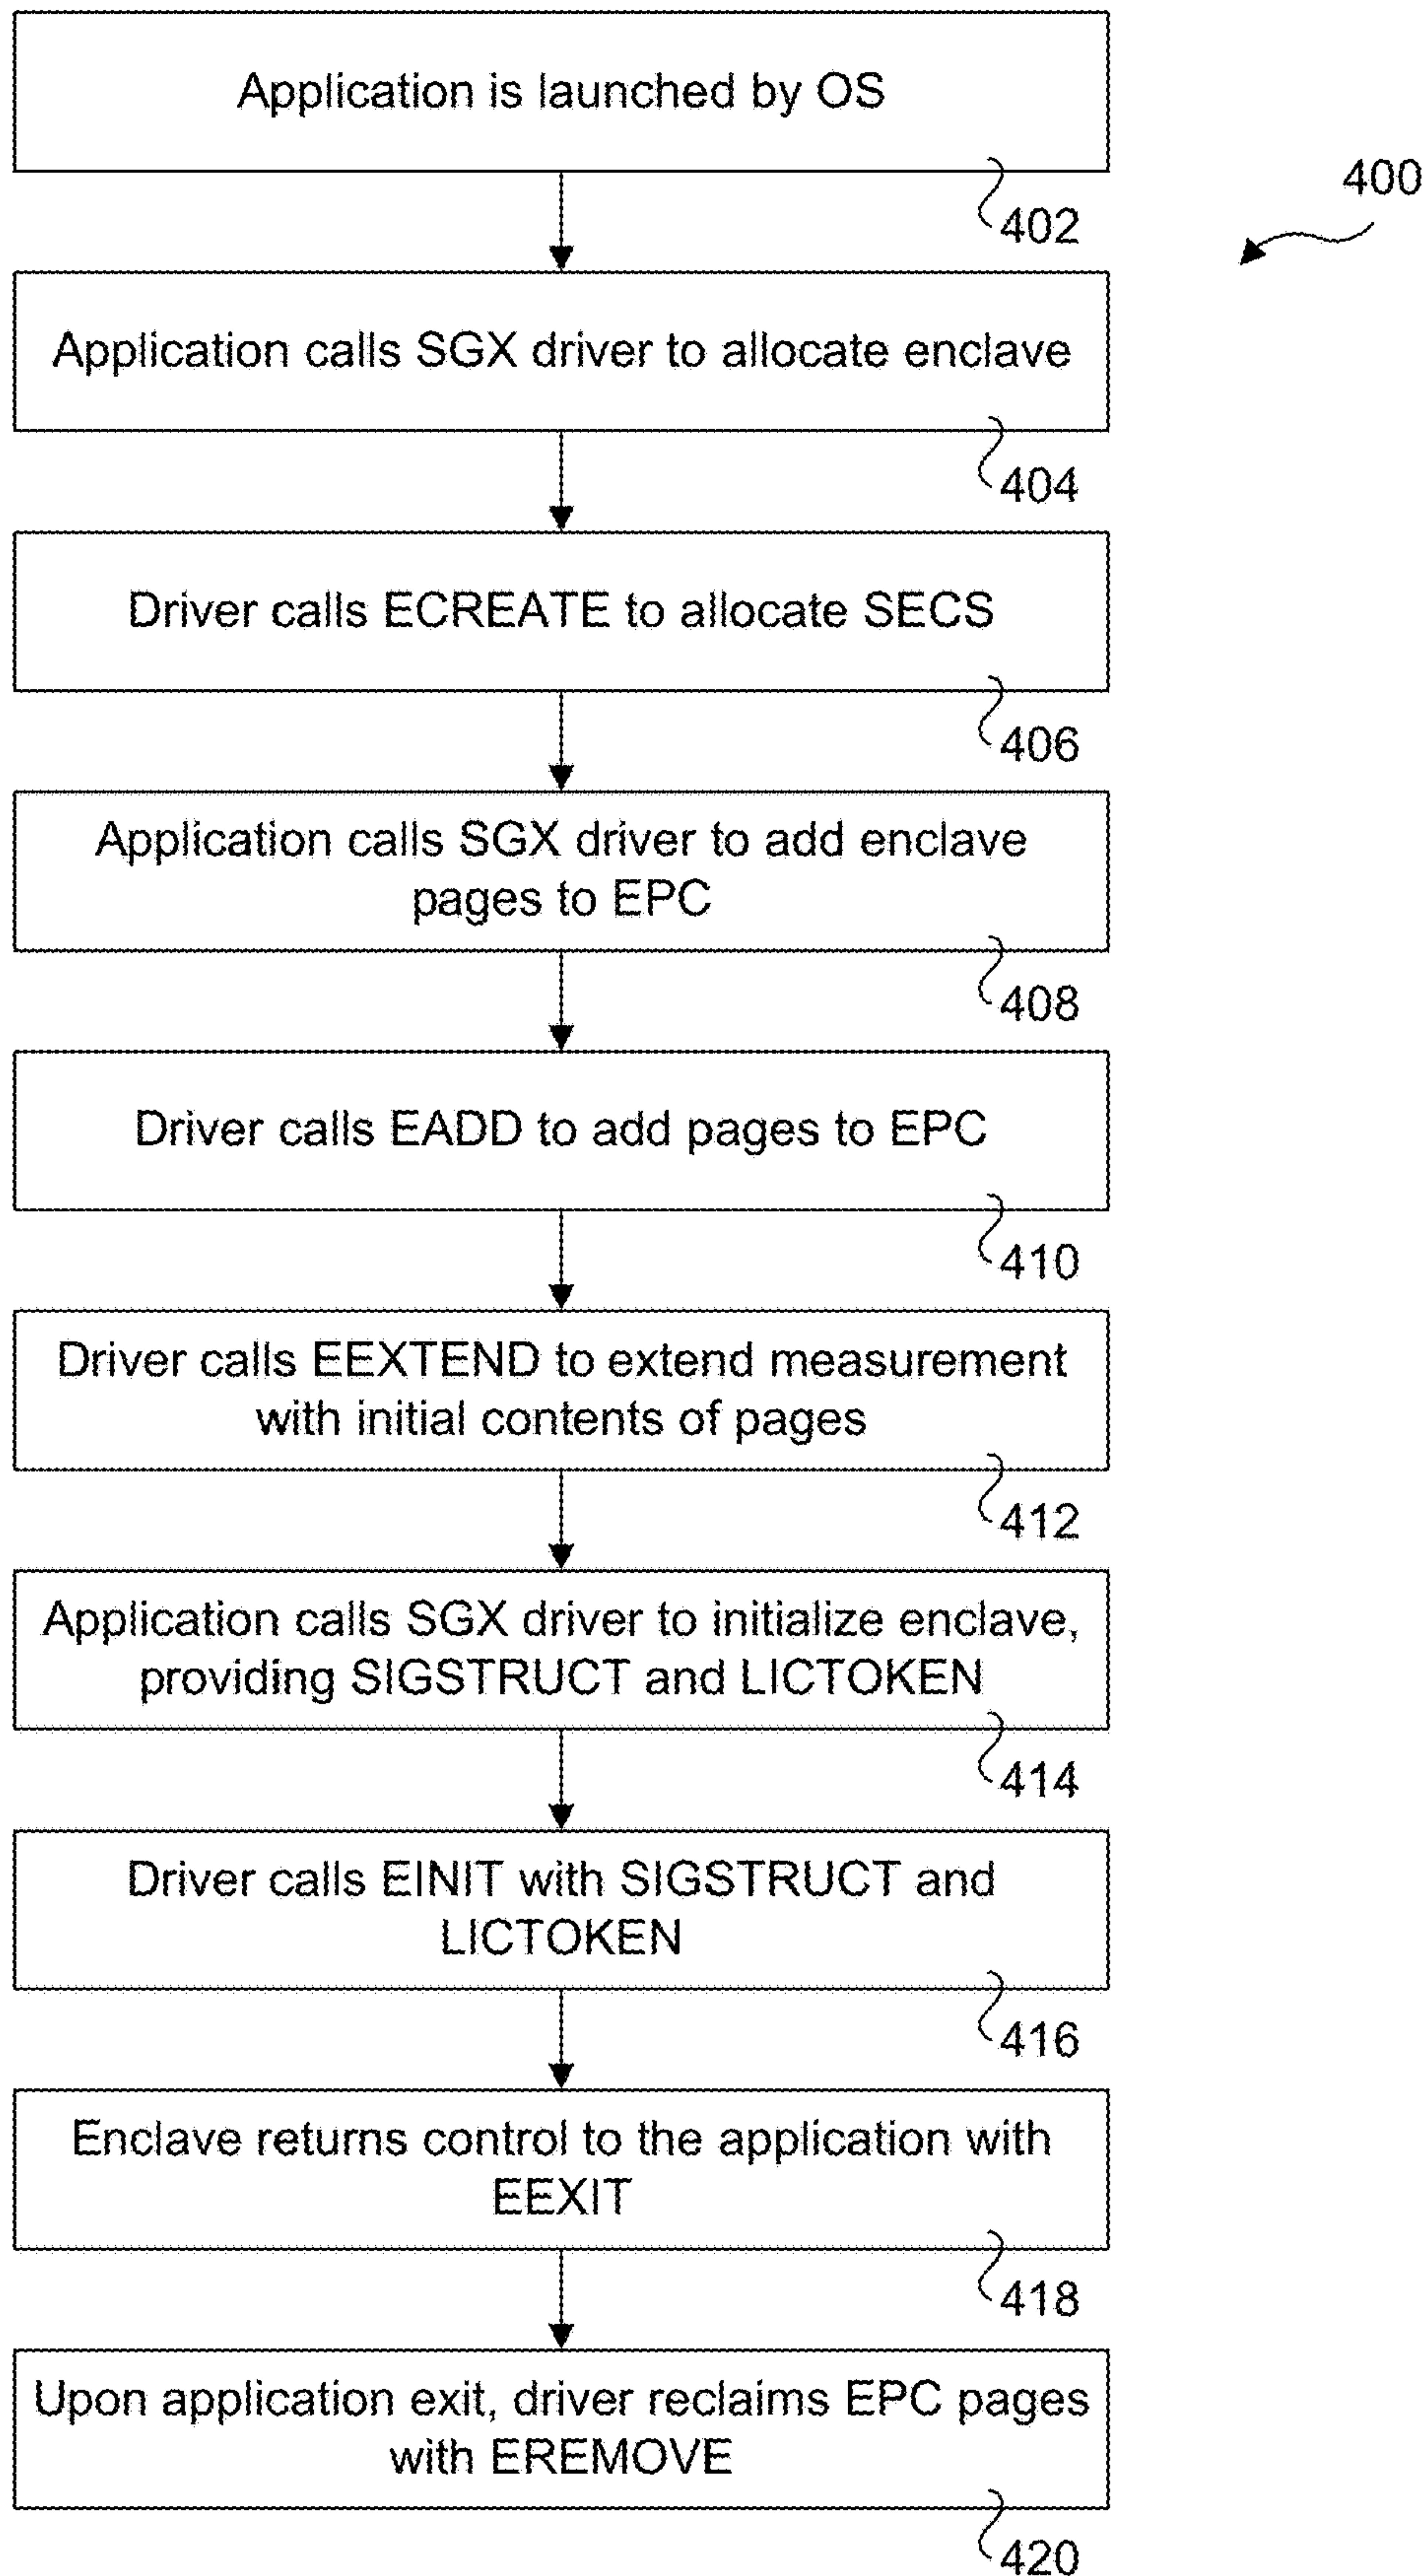 Application is launched by OS
402
400
Application calls SGX driver to allocate enclave
404
Driver calls ECREATE to allocate SECS
406
Application calls SGX driver to add enclave
pages to EPC
408
Driver calls EADD to add pages to EPC
410
Driver calls EEXTEND to extend measurement
with initial contents of pages
412
Application calls SGX driver to initialize enclave,
providing SIGSTRUCT and LICTOKEN
414
Driver calls EINIT with SIGSTRUCT and
LICTOKEN
416
Enclave returns control to the application with
EEXIT
418
Upon application exit, driver reclaims EPC pages
with EREMOVE
420